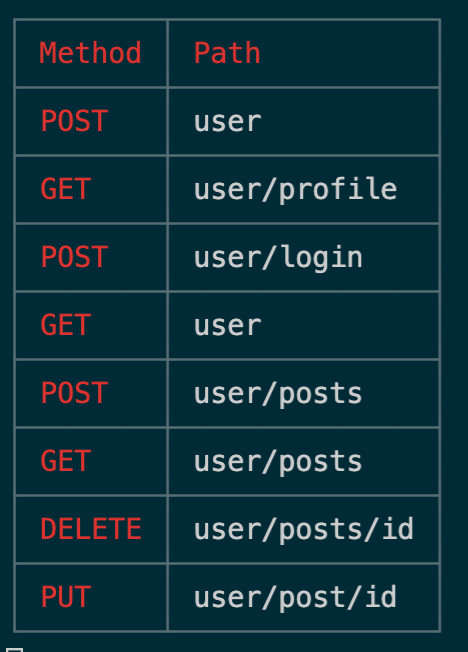 Method Path
POST user
GET user/profile
POST user/login
GET user
POST user/posts
GET user/posts
DELETE user/posts/id
PUT user/post/id